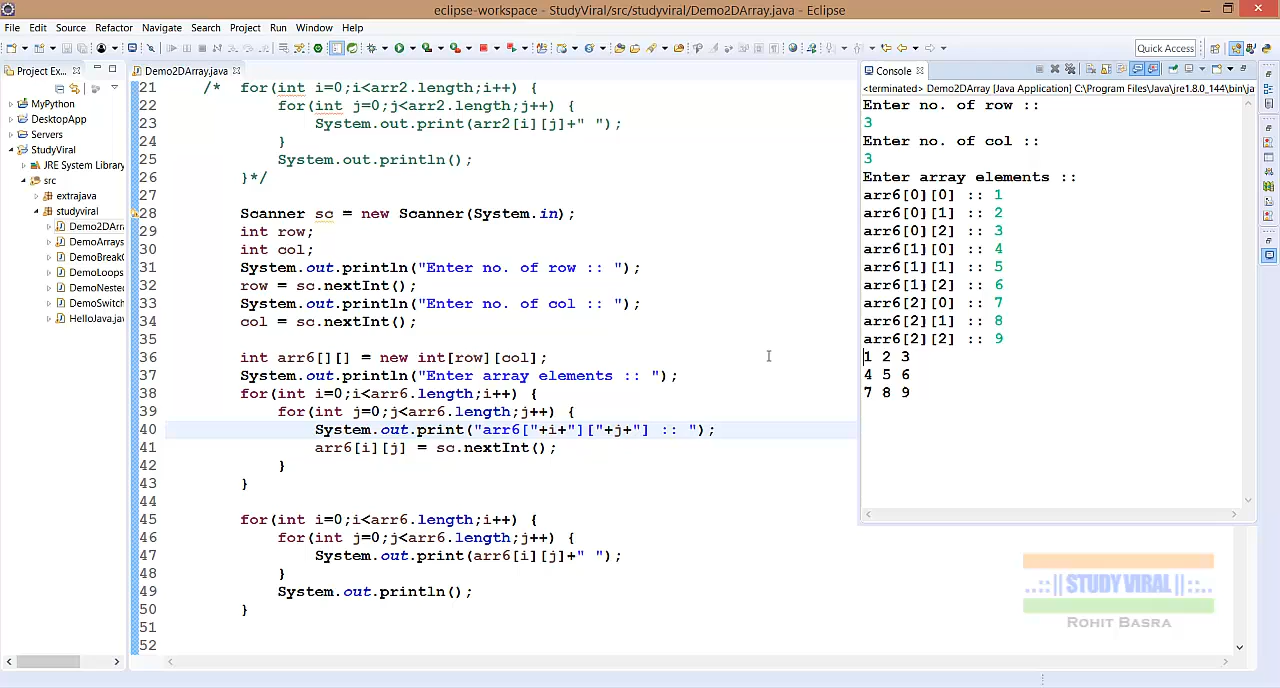 eclipse-workspace - StudyViral/src/studyviral/Demo2DArray.java - Eclipse
File Edit Source Refactor Navigate Search Project Run Window Help
Quick Access
Project Ex...
MyPython
DesktopApp
Servers
StudyViral
JRE System Library
src
extrajava
studyviral
Demo2DArra
DemoArrays
DemoBreak
DemoLoops
DemoNeste
DemoSwitch
HelloJava.jav
Demo2DArray.java
21 /* for(int i=0;i<arr2.length;i++) {
22 for(int j=0;j<arr2.length;j++) {
23 System.out.print(arr2[i][j]+" ");
24 }
25 System.out.println();
26 }*/
27
28 Scanner sc = new Scanner(System.in);
29 int row;
30 int col;
31 System.out.println("Enter no. of row :: ");
32 row = sc.nextInt();
33 System.out.println("Enter no. of col :: ");
34 col = sc.nextInt();
35
36 int arr6[][] = new int[row][col];
37 System.out.println("Enter array elements :: ");
38 for(int i=0;i<arr6.length;i++) {
39 for(int j=0;j<arr6.length;j++) {
40 System.out.print("arr6["+i+"]["+j+"] :: ");
41 arr6[i][j] = sc.nextInt();
42 }
43 }
44
45 for(int i=0;i<arr6.length;i++) {
46 for(int j=0;j<arr6.length;j++) {
47 System.out.print(arr6[i][j]+" ");
48 }
49 System.out.println();
50 }
51
52
Console
<terminated> Demo2DArray [Java Application] C:\Program Files\Java\jre1.8.0_144\bin\ja
Enter no. of row ::
3
Enter no. of col ::
3
Enter array elements ::
arr6[0][0] :: 1
arr6[0][1] :: 2
arr6[0][2] :: 3
arr6[1][0] :: 4
arr6[1][1] :: 5
arr6[1][2] :: 6
arr6[2][0] :: 7
arr6[2][1] :: 8
arr6[2][2] :: 9
1 2 3
4 5 6
7 8 9
..::|| STUDY VIRAL ||::..
ROHIT BASRA